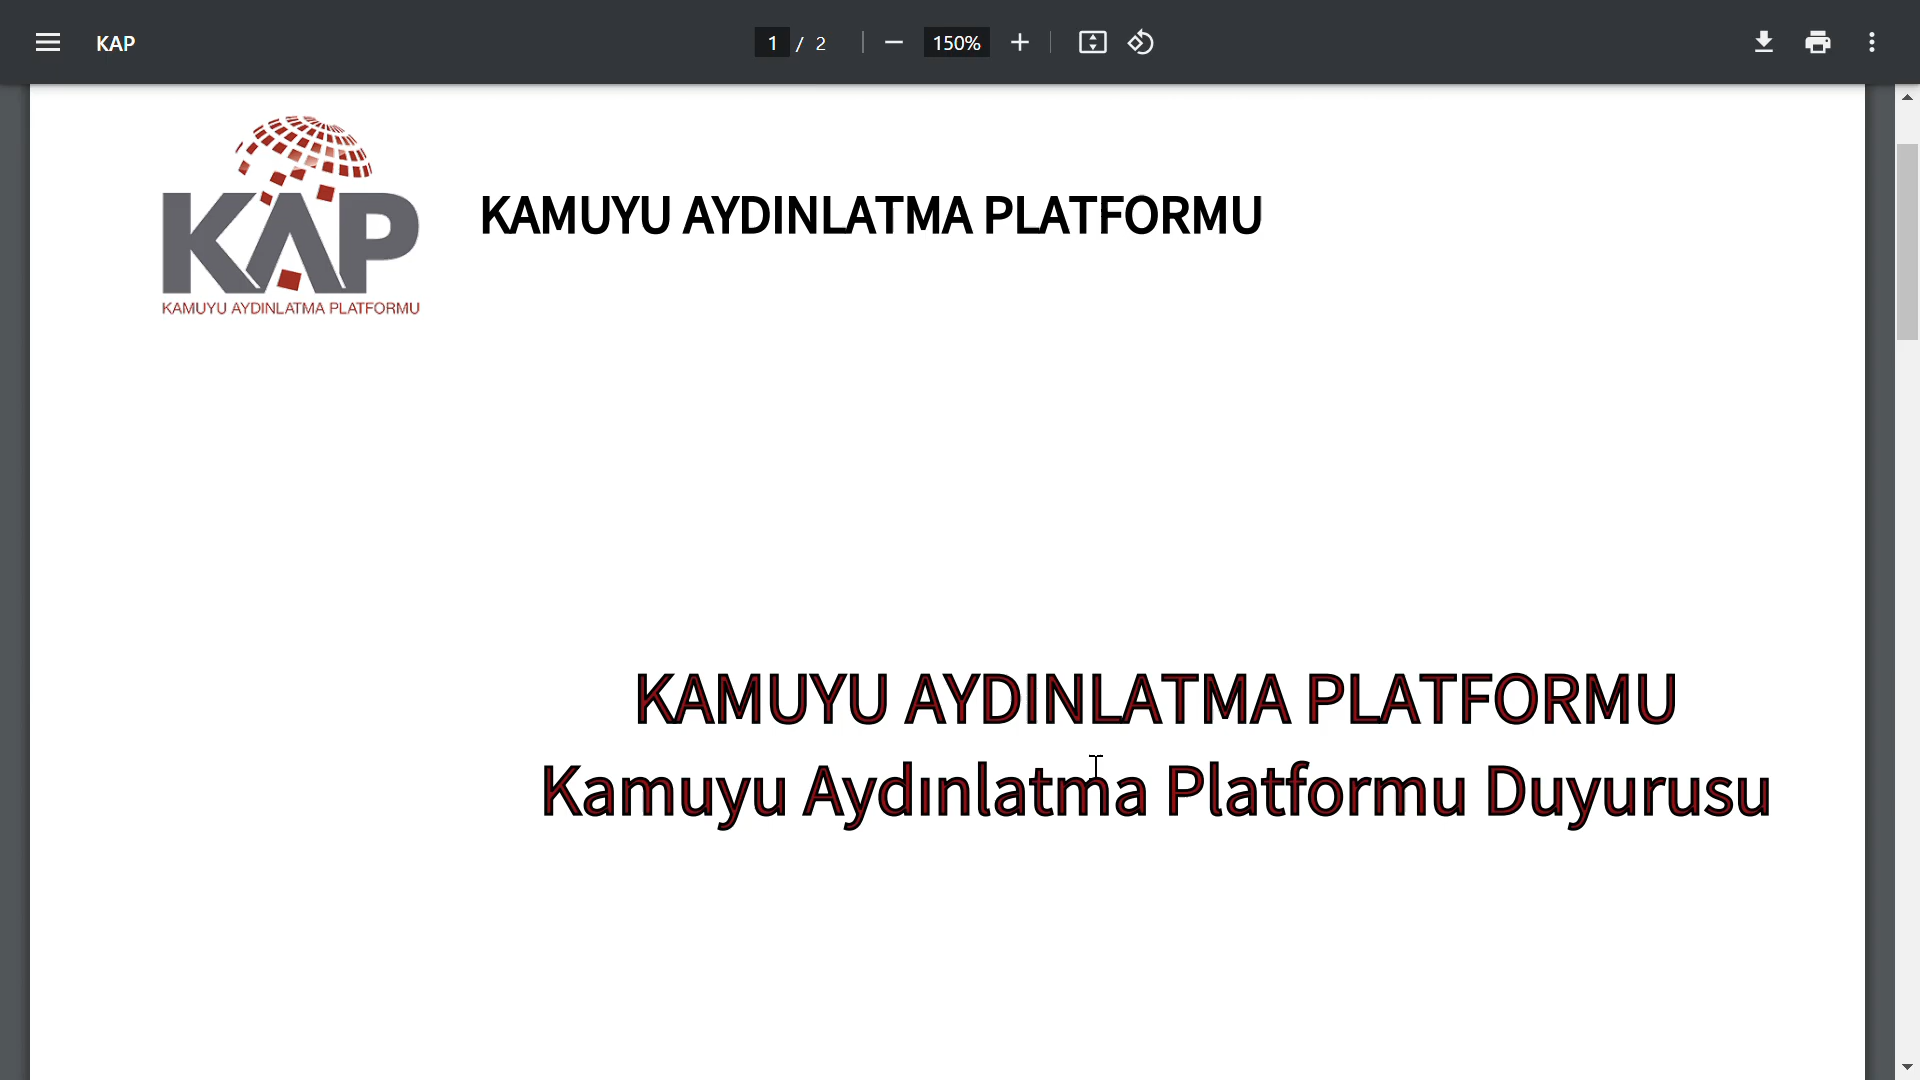 KAP
1 / 2
150%
KAP
KAMUYU AYDINLATMA PLATFORMU
KAMUYU AYDINLATMA PLATFORMU
KAMUYU AYDINLATMA PLATFORMU
Kamuyu Aydınlatma Platformu Duyurusu